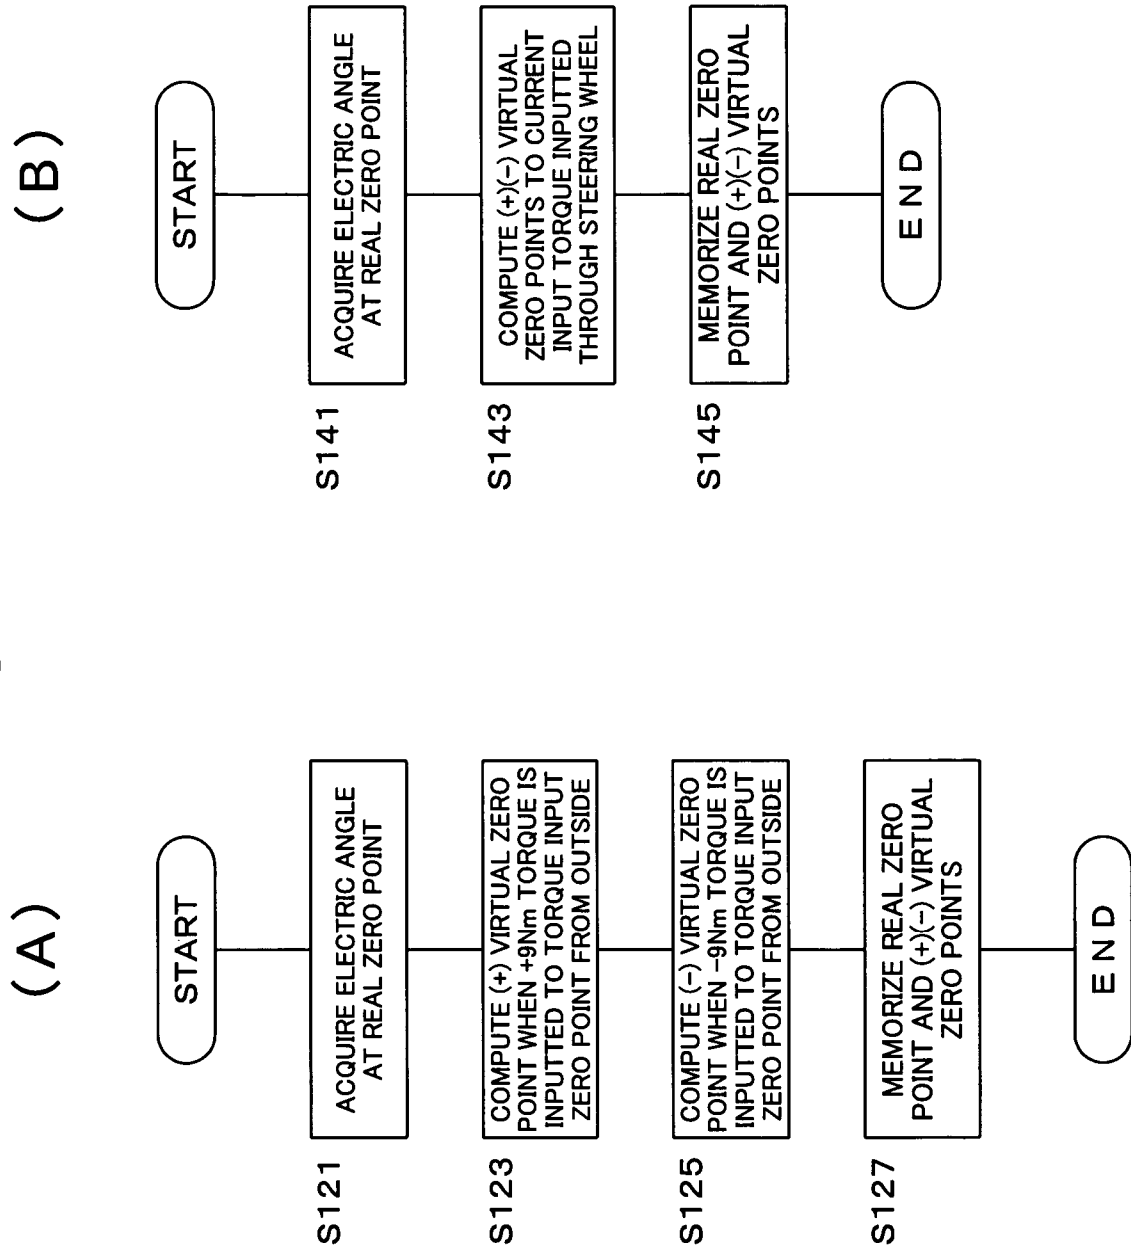 (A)
START
S121
ACQUIRE ELECTRIC ANGLE
AT REAL ZERO POINT
S123
COMPUTE (+) VIRTUAL ZERO
POINT WHEN +9Nm TORQUE IS
INPUTTED TO TORQUE INPUT
ZERO POINT FROM OUTSIDE
S125
COMPUTE (−) VIRTUAL ZERO
POINT WHEN −9Nm TORQUE IS
INPUTTED TO TORQUE INPUT
ZERO POINT FROM OUTSIDE
S127
MEMORIZE REAL ZERO
POINT AND (+)(−) VIRTUAL
ZERO POINTS
END
(B)
START
S141
ACQUIRE ELECTRIC ANGLE
AT REAL ZERO POINT
S143
COMPUTE (+)(−) VIRTUAL
ZERO POINTS TO CURRENT
INPUT TORQUE INPUTTED
THROUGH STEERING WHEEL
S145
MEMORIZE REAL ZERO
POINT AND (+)(−) VIRTUAL
ZERO POINTS
END